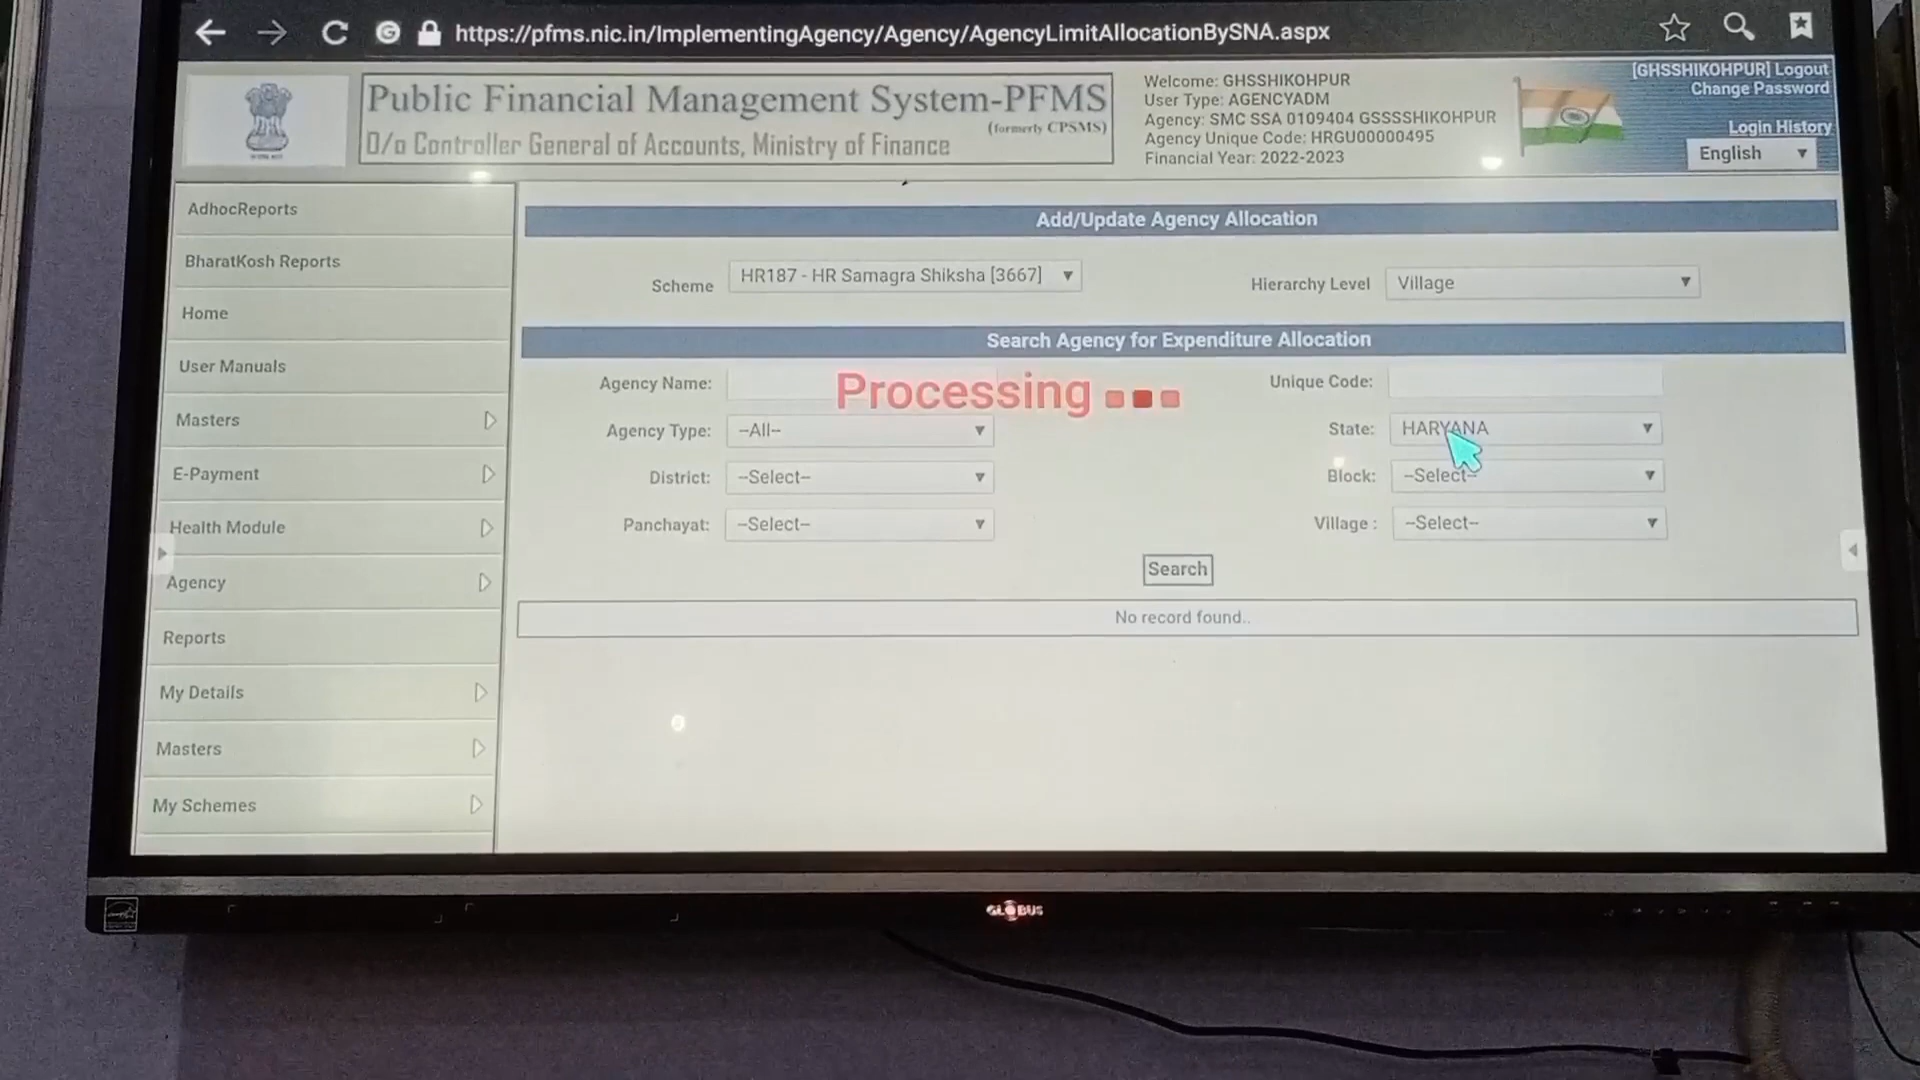 https://pfms.nic.in/ImplementingAgency/Agency/AgencyLimitAllocationBySNA.aspx
Public Financial Management System-PFMS
(formerly CPSMS)
O/o Controller General of Accounts, Ministry of Finance
Welcome: GHSSHIKOHPUR
User Type: AGENCYADM
Agency: SMC SSA 0109404 GSSSSHIKOHPUR
Agency Unique Code: HRGU00000495
Financial Year: 2022-2023
[GHSSHIKOHPUR] Logout
Change Password
Login History
English
AdhocReports
BharatKosh Reports
Home
User Manuals
Masters
E-Payment
Health Module
Agency
Reports
My Details
Masters
My Schemes
Add/Update Agency Allocation
Scheme HR187 - HR Samagra Shiksha [3667] Hierarchy Level Village
Search Agency for Expenditure Allocation
Agency Name: Unique Code:
Processing
Agency Type: --All-- State: HARYANA
District: --Select-- Block: --Select--
Panchayat: --Select-- Village : --Select--
Search
No record found..
GLOBUS